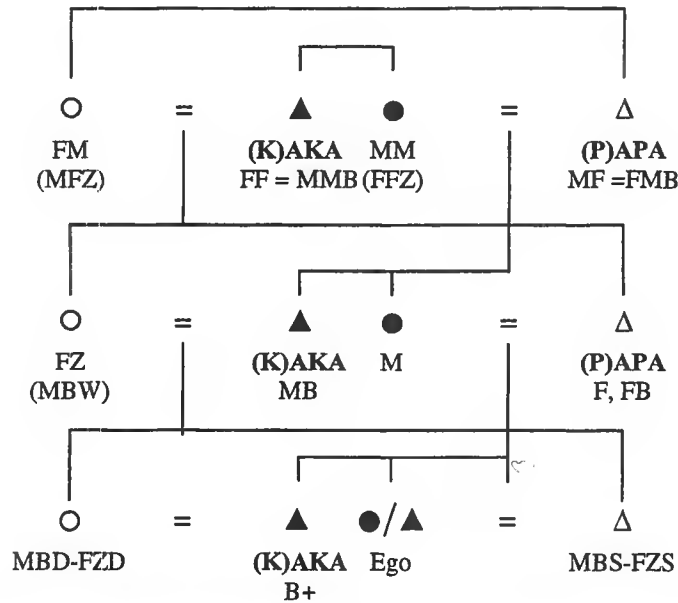 = =
FM (K)AKA MM (P)APA
(MFZ) FF = MMB (FFZ) MF =FMB
= =
FZ (K)AKA M (P)APA
(MBW) MB F, FB
= / =
MBD-FZD (K)AKA Ego MBS-FZS
B+